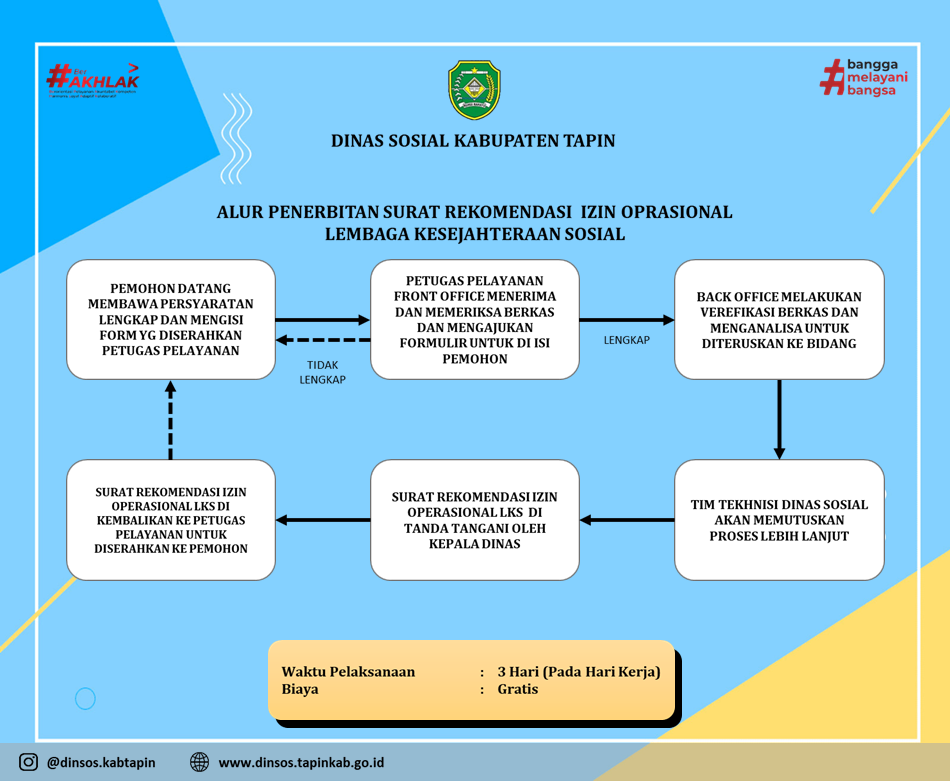 #AKHLAK
bangga
melayani
bangsa
DINAS SOSIAL KABUPATEN TAPIN
ALUR PENERBITAN SURAT REKOMENDASI IZIN OPRASIONAL
LEMBAGA KESEJAHTERAAN SOSIAL
PEMOHON DATANG
MEMBAWA PERSYARATAN
LENGKAP DAN MENGISI
FORM YG DISERAHKAN
PETUGAS PELAYANAN
TIDAK
LENGKAP
PETUGAS PELAYANAN
FRONT OFFICE MENERIMA
DAN MEMERIKSA BERKAS
DAN MENGAJUKAN
FORMULIR UNTUK DI ISI
PEMOHON
LENGKAP
BACK OFFICE MELAKUKAN
VEREFIKASI BERKAS DAN
MENGANALISA UNTUK
DITERUSKAN KE BIDANG
TIM TEKHNISI DINAS SOSIAL
AKAN MEMUTUSKAN
PROSES LEBIH LANJUT
SURAT REKOMENDASI IZIN
OPERASIONAL LKS DI
TANDA TANGANI OLEH
KEPALA DINAS
SURAT REKOMENDASI IZIN
OPERASIONAL LKS DI
KEMBALIKAN KE PETUGAS
PELAYANAN UNTUK
DISERAHKAN KE PEMOHON
Waktu Pelaksanaan : 3 Hari (Pada Hari Kerja)
Biaya : Gratis
@dinsos.kabtapin www.dinsos.tapinkab.go.id